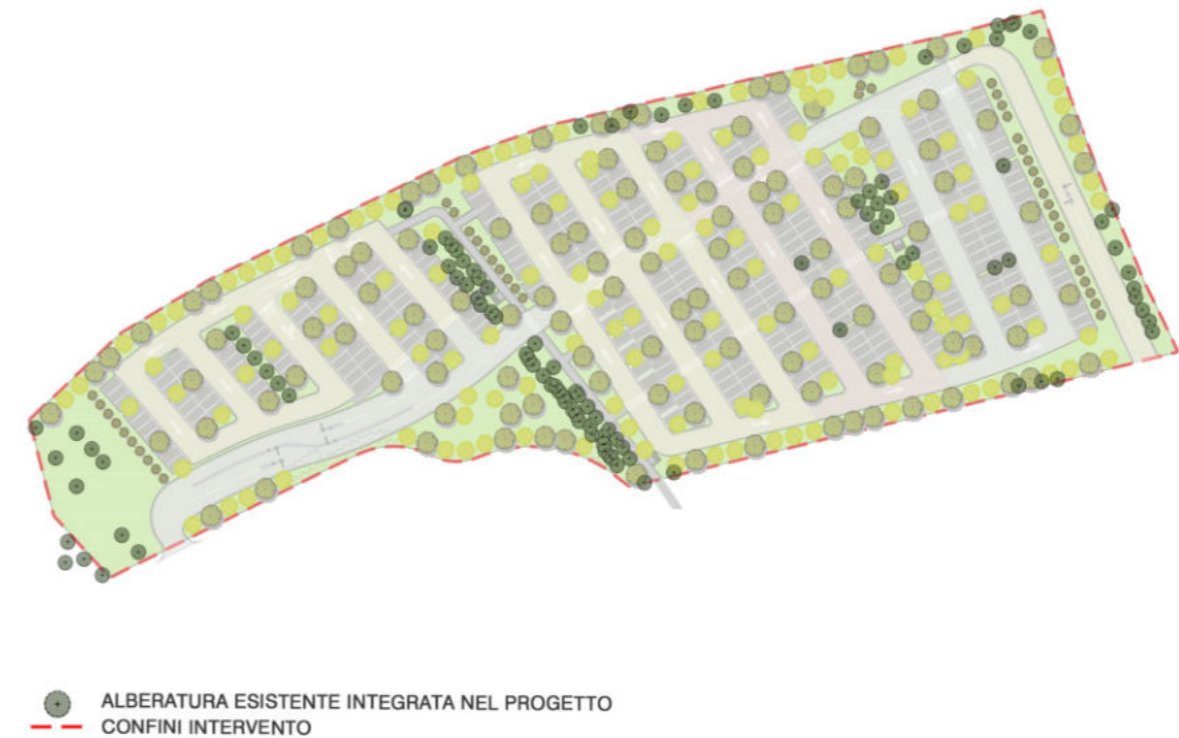 ALBERATURA ESISTENTE INTEGRATA NEL PROGETTO
CONFINI INTERVENTO